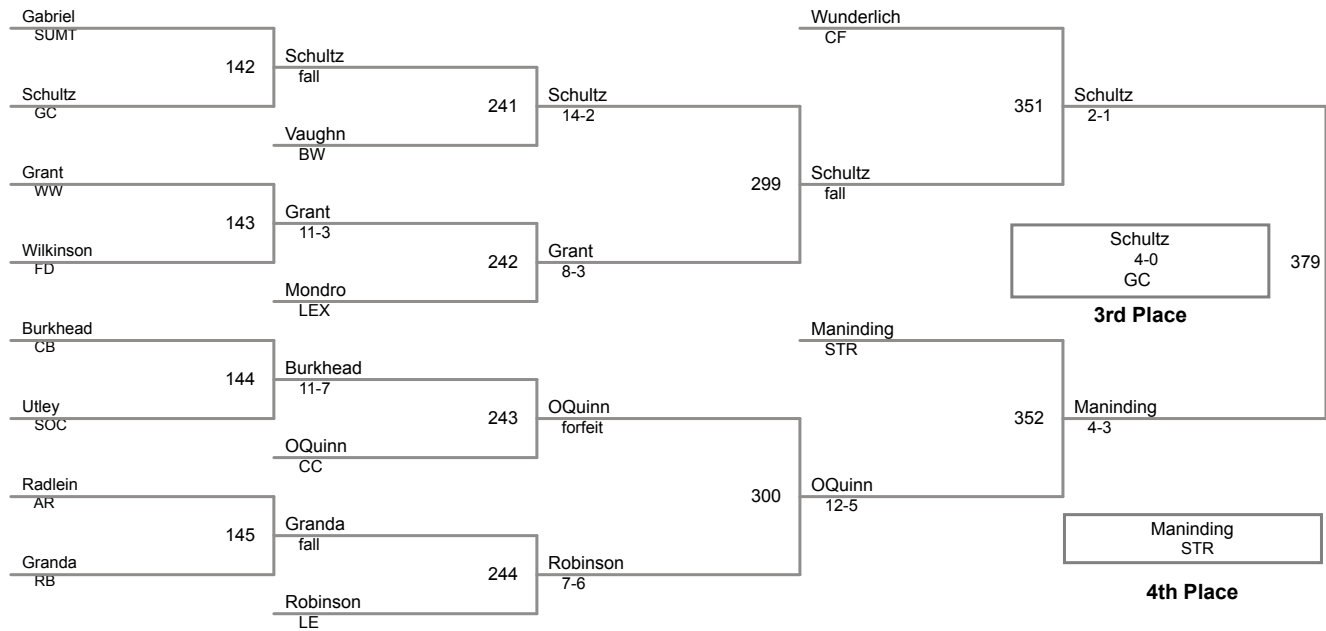 Gabriel
SUMT
142
Schultz
GC
Grant
WW
143
Wilkinson
FD
Burkhead
CB
144
Utley
SOC
Radlein
AR
145
Granda
RB
Schultz
fall
241
Vaughn
BW
Grant
11-3
242
Mondro
LEX
Burkhead
11-7
243
OQuinn
CC
Granda
fall
244
Robinson
LE
Schultz
14-2
299
Grant
8-3
OQuinn
forfeit
300
Robinson
7-6
Wunderlich
CF
351
Schultz
fall
Maninding
STR
352
OQuinn
12-5
Schultz
2-1
379
Maninding
4-3
Schultz
4-0
GC
3rd Place
Maninding
STR
4th Place